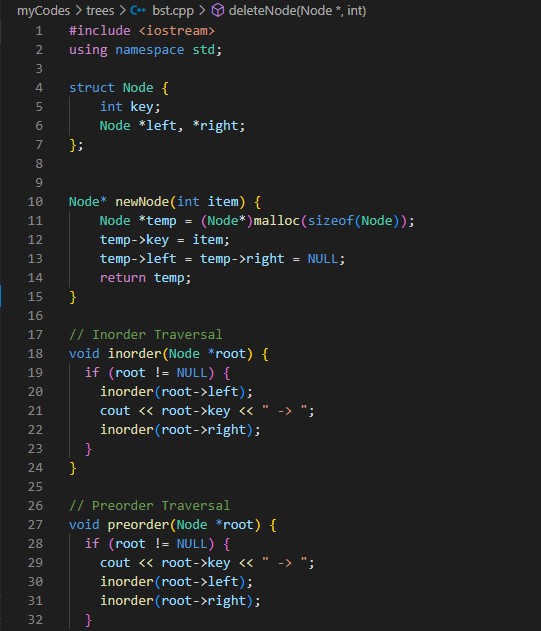 myCodes > trees > C++ bst.cpp > deleteNode(Node *, int)
1 #include <iostream>
2 using namespace std;
3
4 struct Node {
5 int key;
6 Node *left, *right;
7 };
8
9
10 Node* newNode(int item) {
11 Node *temp = (Node*)malloc(sizeof(Node));
12 temp->key = item;
13 temp->left = temp->right = NULL;
14 return temp;
15 }
16
17 // Inorder Traversal
18 void inorder(Node *root) {
19 if (root != NULL) {
20 inorder(root->left);
21 cout << root->key << " -> ";
22 inorder(root->right);
23 }
24 }
25
26 // Preorder Traversal
27 void preorder(Node *root) {
28 if (root != NULL) {
29 cout << root->key << " -> ";
30 inorder(root->left);
31 inorder(root->right);
32 }